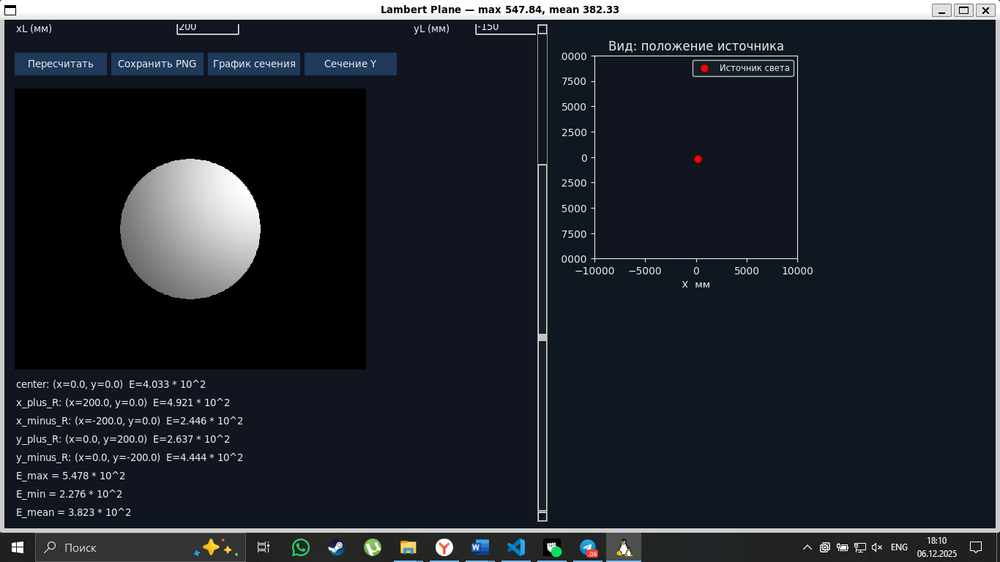 Lambert Plane — max 547.84, mean 382.33
xL (мм) 200 yL (мм) -150
Пересчитать Сохранить PNG График сечения Сечение Y
center: (x=0.0, y=0.0) E=4.033 * 10^2
x_plus_R: (x=200.0, y=0.0) E=4.921 * 10^2
x_minus_R: (x=-200.0, y=0.0) E=2.446 * 10^2
y_plus_R: (x=0.0, y=200.0) E=2.637 * 10^2
y_minus_R: (x=0.0, y=-200.0) E=4.444 * 10^2
E_max = 5.478 * 10^2
E_min = 2.276 * 10^2
E_mean = 3.823 * 10^2
Вид: положение источника
Источник света
.0000
7500
5000
2500
0
2500
5000
7500
0000
−10000 −5000 0 5000 10000
X мм
Поиск
.06
ENG
18:10
06.12.2025